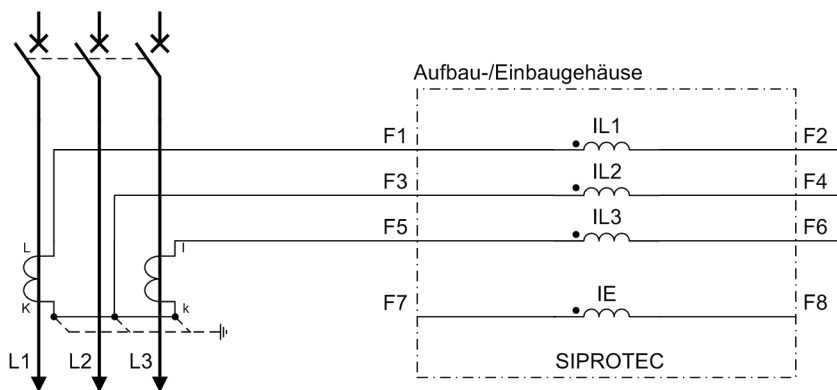 Aufbau-/Einbaugehäuse
F1 IL1 F2
F3 IL2 F4
F5 IL3 F6
L l
K k
F7 IE F8
L1 L2 L3 SIPROTEC